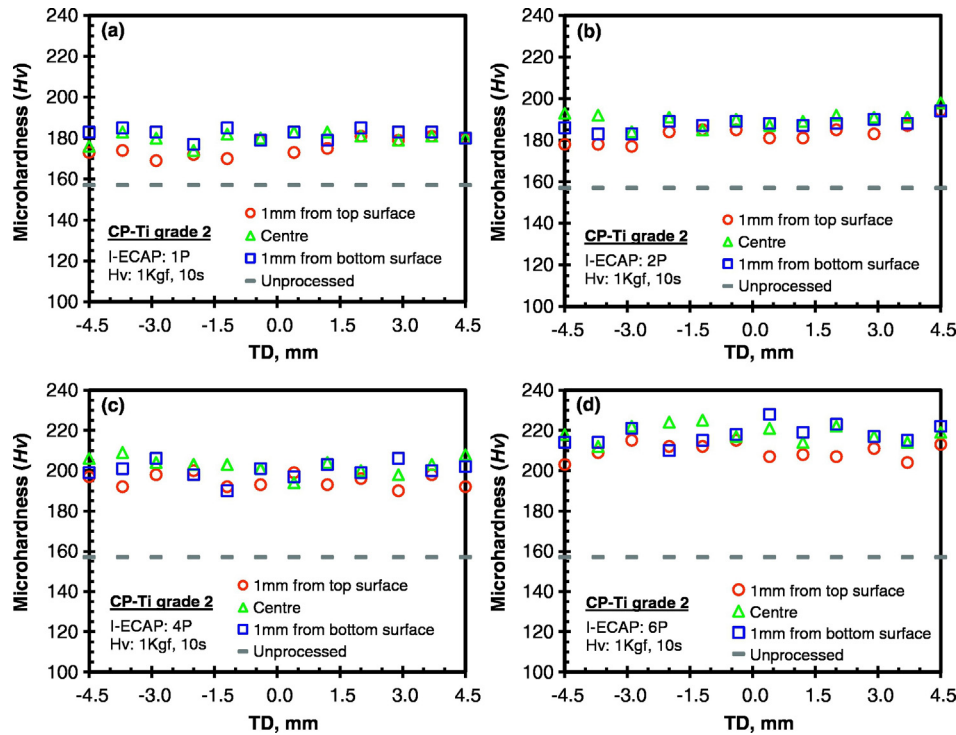 (a)
Microhardness (Hv)
240
220
200
180
160
140
120
100
CP-Ti grade 2
I-ECAP: 1P
Hv: 1Kgf, 10s
1mm from top surface
Centre
1mm from bottom surface
Unprocessed
-4.5 -3.0 -1.5 0.0 1.5 3.0 4.5
TD, mm
(b)
Microhardness (Hv)
240
220
200
180
160
140
120
100
CP-Ti grade 2
I-ECAP: 2P
Hv: 1Kgf, 10s
1mm from top surface
Centre
1mm from bottom surface
Unprocessed
-4.5 -3.0 -1.5 0.0 1.5 3.0 4.5
TD, mm
(c)
Microhardness (Hv)
240
220
200
180
160
140
120
100
CP-Ti grade 2
I-ECAP: 4P
Hv: 1Kgf, 10s
1mm from top surface
Centre
1mm from bottom surface
Unprocessed
-4.5 -3.0 -1.5 0.0 1.5 3.0 4.5
TD, mm
(d)
Microhardness (Hv)
240
220
200
180
160
140
120
100
CP-Ti grade 2
I-ECAP: 6P
Hv: 1Kgf, 10s
1mm from top surface
Centre
1mm from bottom surface
Unprocessed
-4.5 -3.0 -1.5 0.0 1.5 3.0 4.5
TD, mm